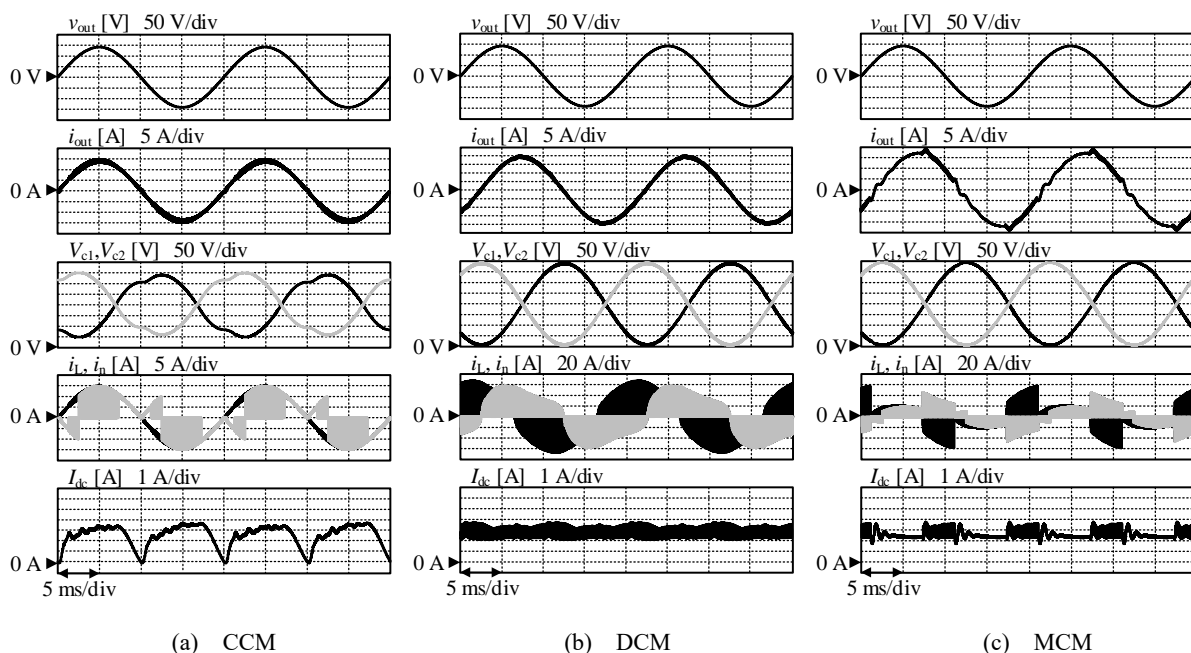 v_out [V] 50 V/div
0 V
i_out [A] 5 A/div
0 A
V_c1,V_c2 [V] 50 V/div
0 V
i_L, i_n [A] 5 A/div
0 A
I_dc [A] 1 A/div
0 A
5 ms/div
(a) CCM
v_out [V] 50 V/div
0 V
i_out [A] 5 A/div
0 A
V_c1,V_c2 [V] 50 V/div
0 V
i_L, i_n [A] 20 A/div
0 A
I_dc [A] 1 A/div
0 A
5 ms/div
(b) DCM
v_out [V] 50 V/div
0 V
i_out [A] 5 A/div
0 A
V_c1,V_c2 [V] 50 V/div
0 V
i_L, i_n [A] 20 A/div
0 A
I_dc [A] 1 A/div
0 A
5 ms/div
(c) MCM